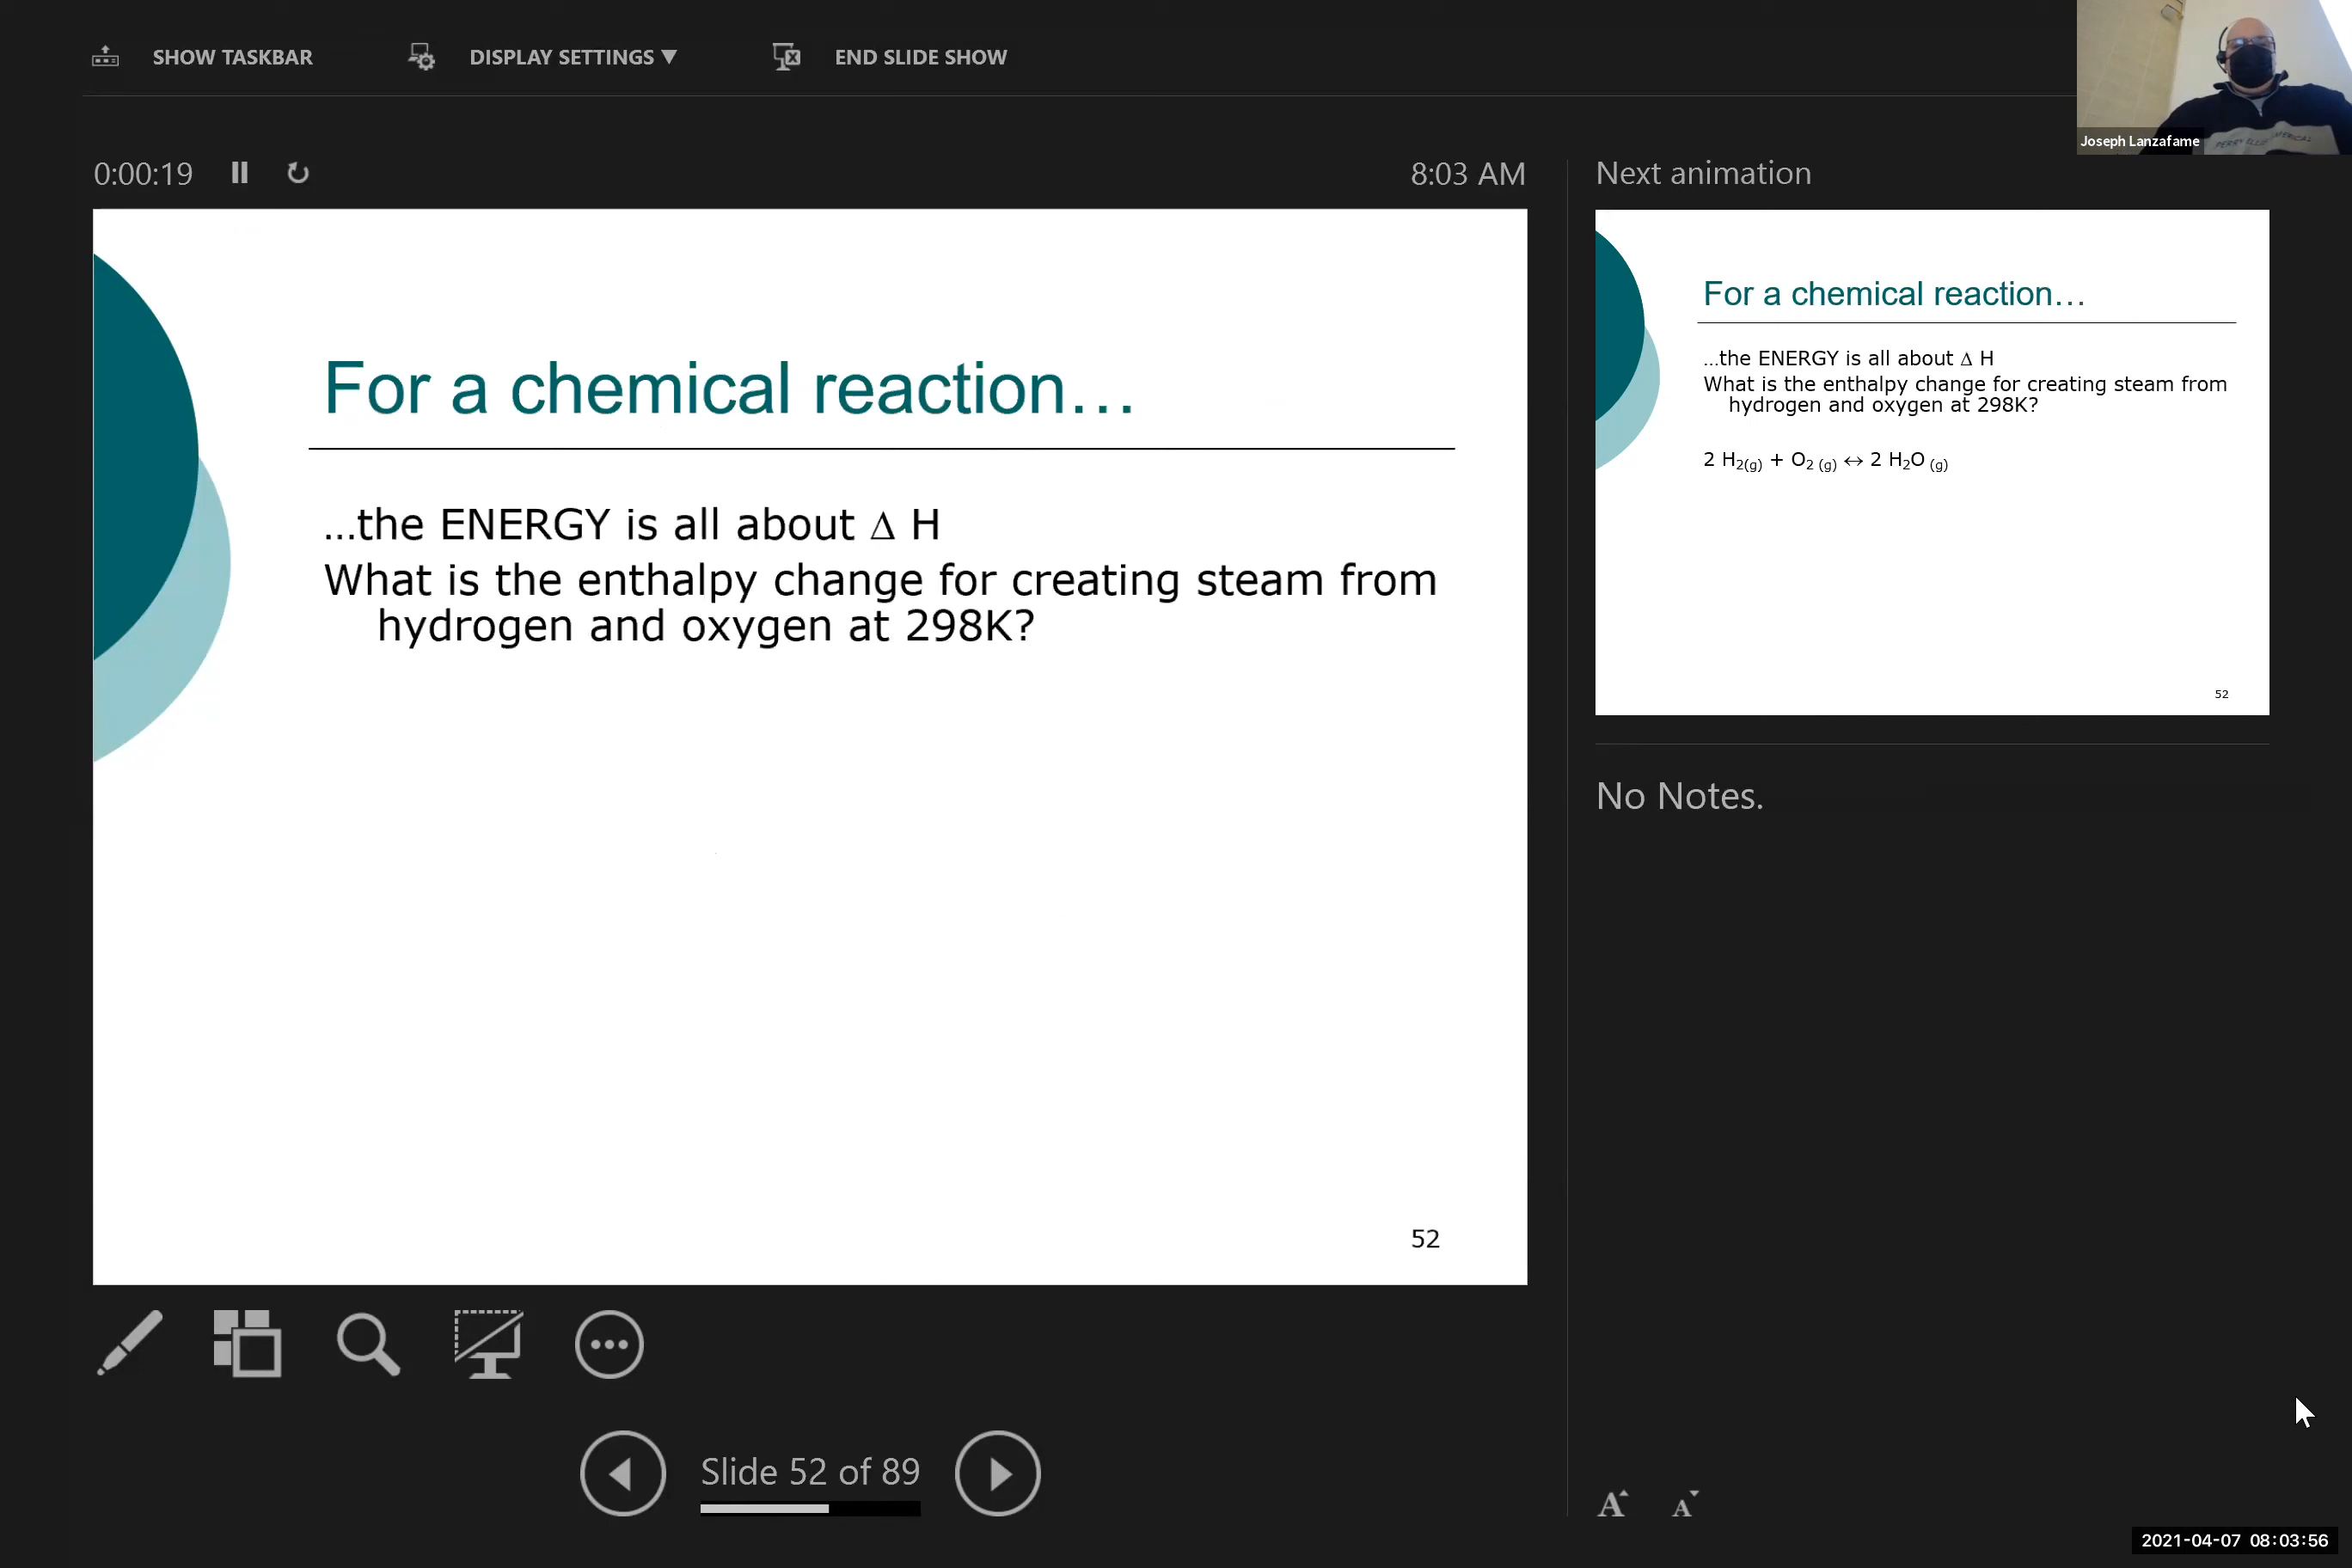 SHOW TASKBAR
DISPLAY SETTINGS ▼
END SLIDE SHOW
Joseph Lanzafame
0:00:19
8:03 AM
Next animation
For a chemical reaction…
…the ENERGY is all about Δ H
What is the enthalpy change for creating steam from
hydrogen and oxygen at 298K?
52
For a chemical reaction…
…the ENERGY is all about Δ H
What is the enthalpy change for creating steam from
hydrogen and oxygen at 298K?
2 H₂(g) + O₂ (g) ↔ 2 H₂O (g)
52
No Notes.
Slide 52 of 89
A A
2021-04-07 08:03:56